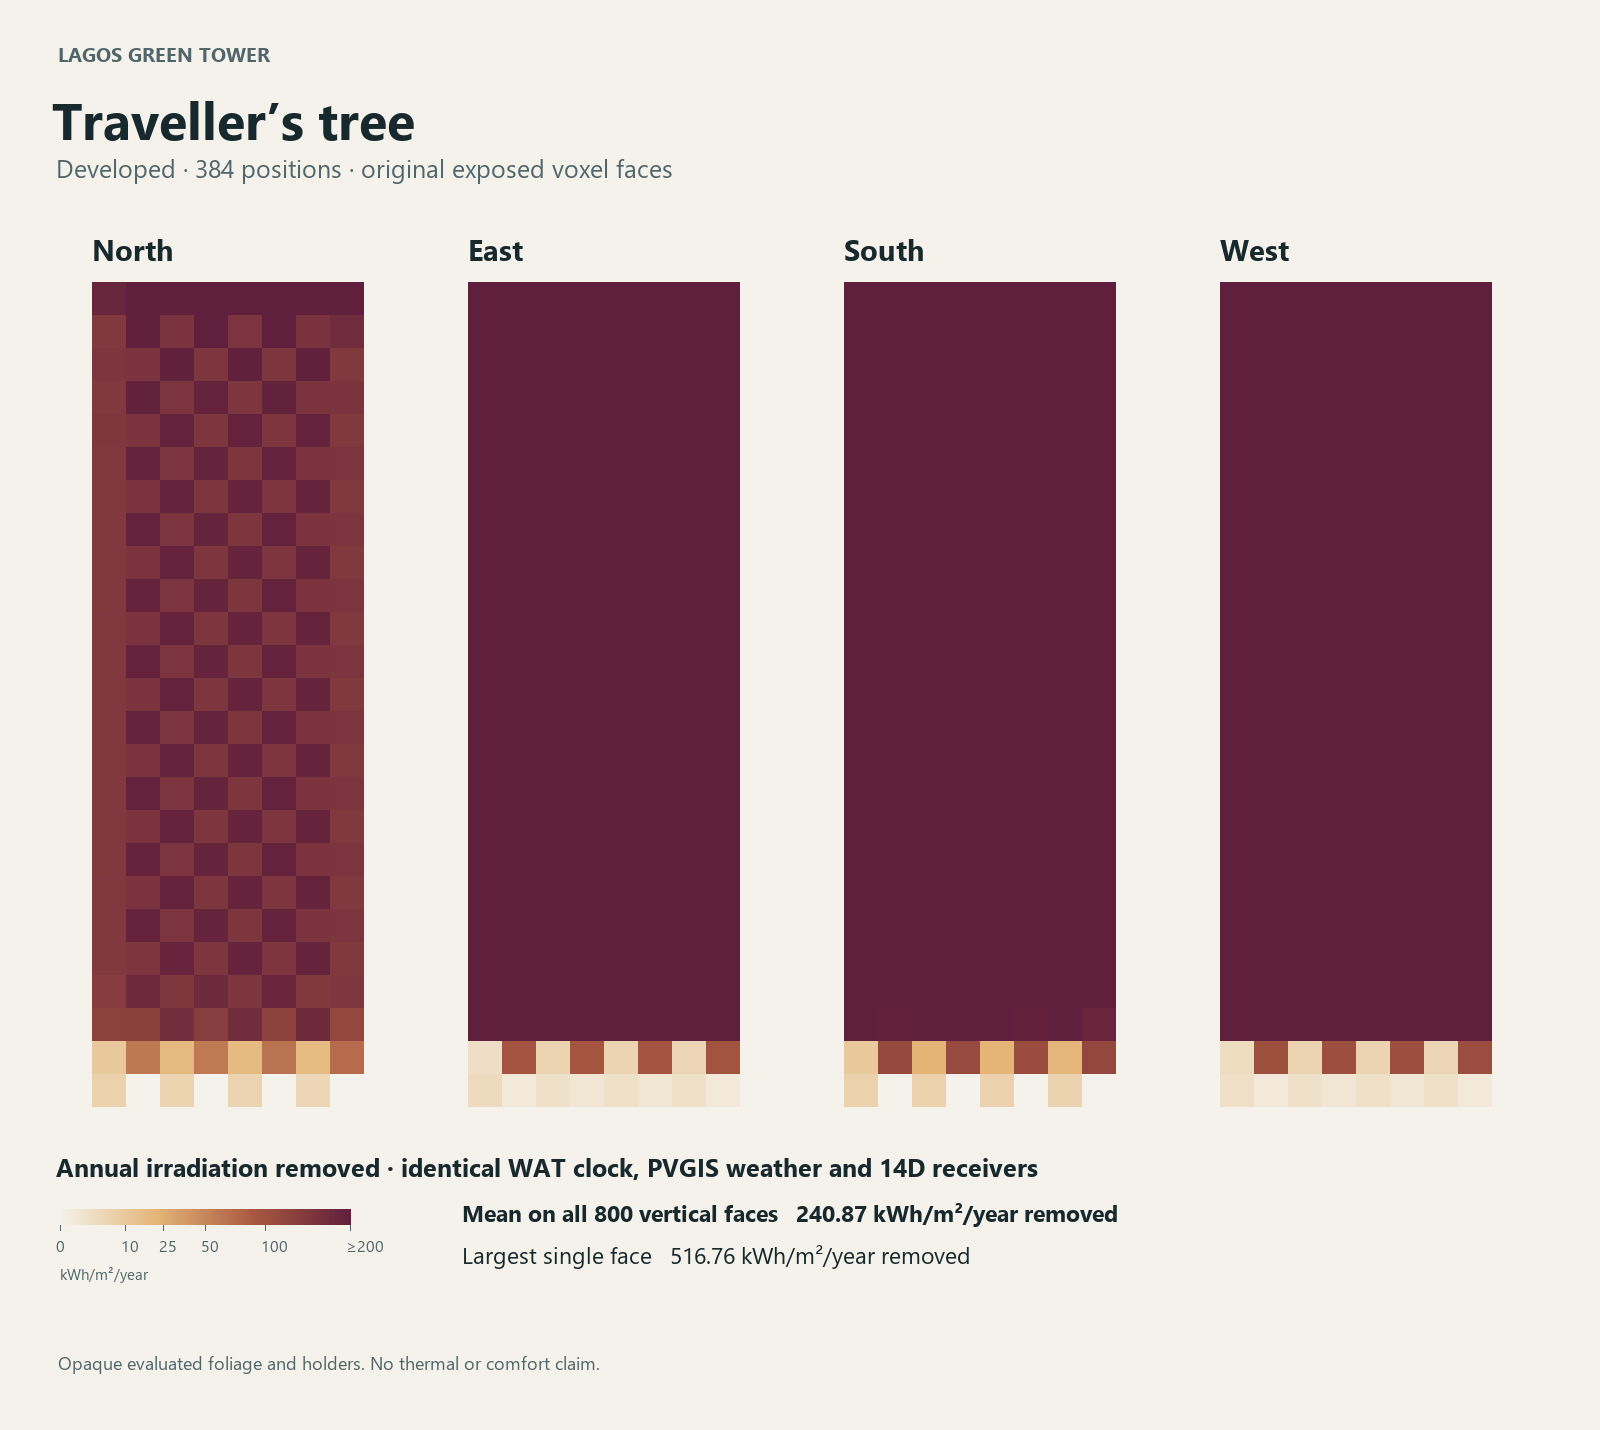 LAGOS GREEN TOWER
Traveller’s tree
Developed · 384 positions · original exposed voxel faces
North East South West
Annual irradiation removed · identical WAT clock, PVGIS weather and 14D receivers
Mean on all 800 vertical faces 240.87 kWh/m²/year removed
0 10 25 50 100 ≥200
Largest single face 516.76 kWh/m²/year removed
kWh/m²/year
Opaque evaluated foliage and holders. No thermal or comfort claim.